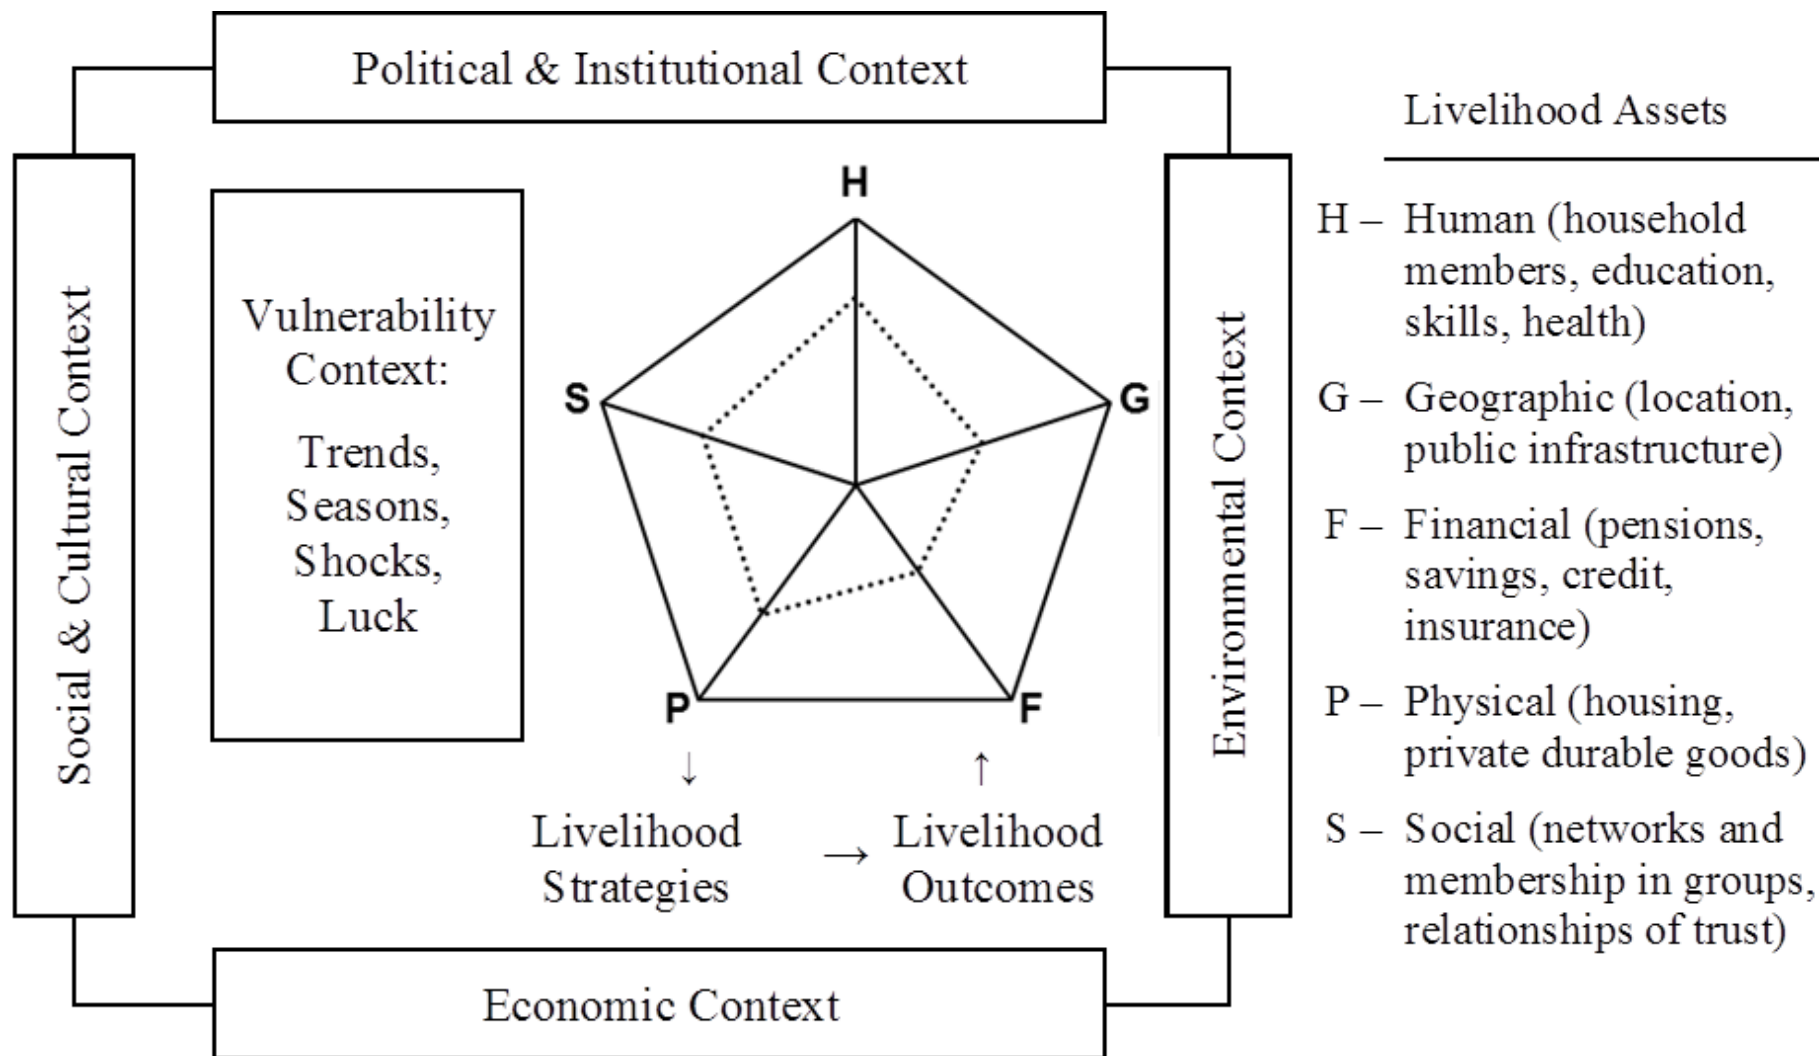 Political & Institutional Context
Social & Cultural Context
Vulnerability
Context:
Trends,
Seasons,
Shocks,
Luck
H
S
G
P
F
↓
↑
Livelihood
Strategies
→
Livelihood
Outcomes
Environmental Context
Economic Context
Livelihood Assets
H – Human (household
members, education,
skills, health)
G – Geographic (location,
public infrastructure)
F – Financial (pensions,
savings, credit,
insurance)
P – Physical (housing,
private durable goods)
S – Social (networks and
membership in groups,
relationships of trust)